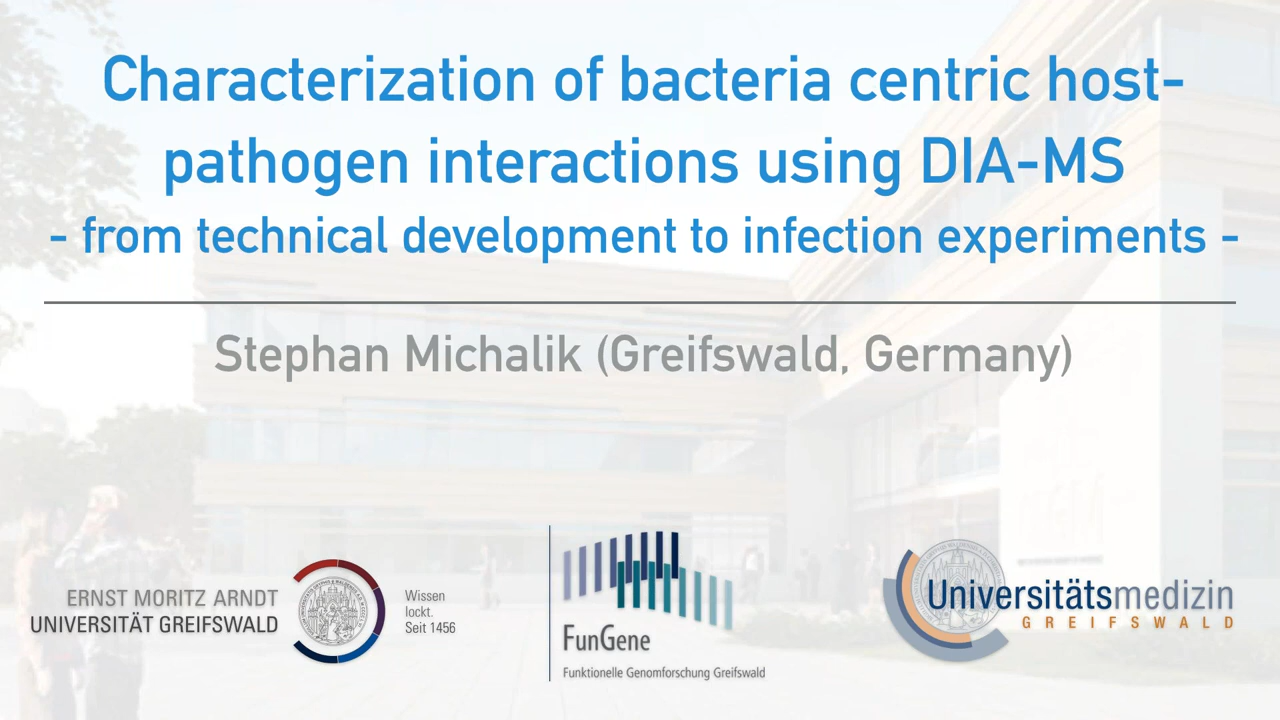 Characterization of bacteria centric host-
pathogen interactions using DIA-MS
- from technical development to infection experiments -
Stephan Michalik (Greifswald, Germany)
ERNST MORITZ ARNDT
UNIVERSITÄT GREIFSWALD
Wissen
lockt.
Seit 1456
FunGene
Funktionelle Genomforschung Greifswald
Universitätsmedizin
GREIFSWALD